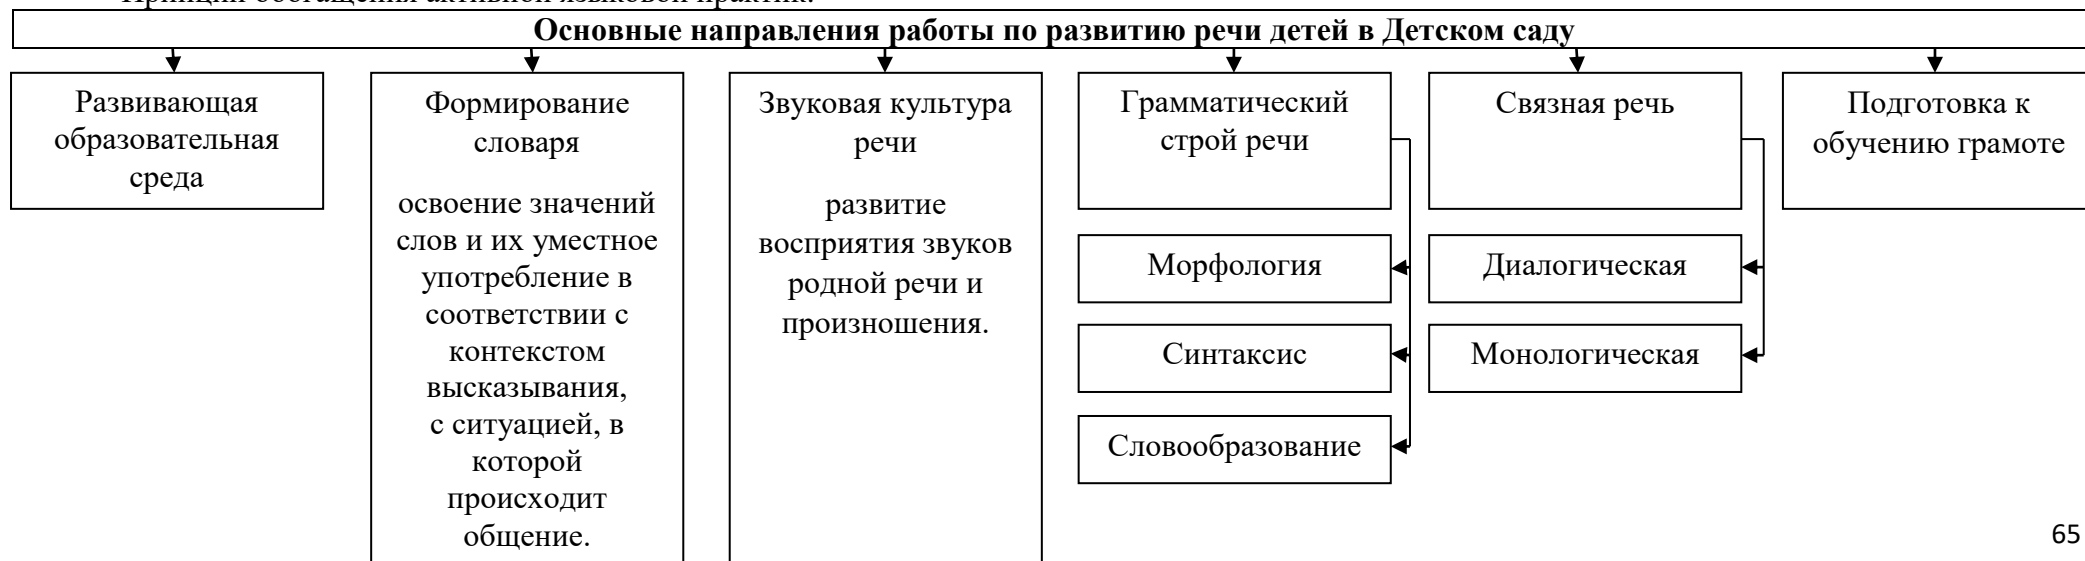 Основные направления работы по развитию речи детей в Детском саду
Развивающая
образовательная
среда
Формирование
словаря
освоение значений
слов и их уместное
употребление в
соответствии с
контекстом
высказывания,
с ситуацией, в
которой
происходит
общение.
Звуковая культура
речи
развитие
восприятия звуков
родной речи и
произношения.
Грамматический
строй речи
Морфология
Синтаксис
Словообразование
Связная речь
Диалогическая
Монологическая
Подготовка к
обучению грамоте
65